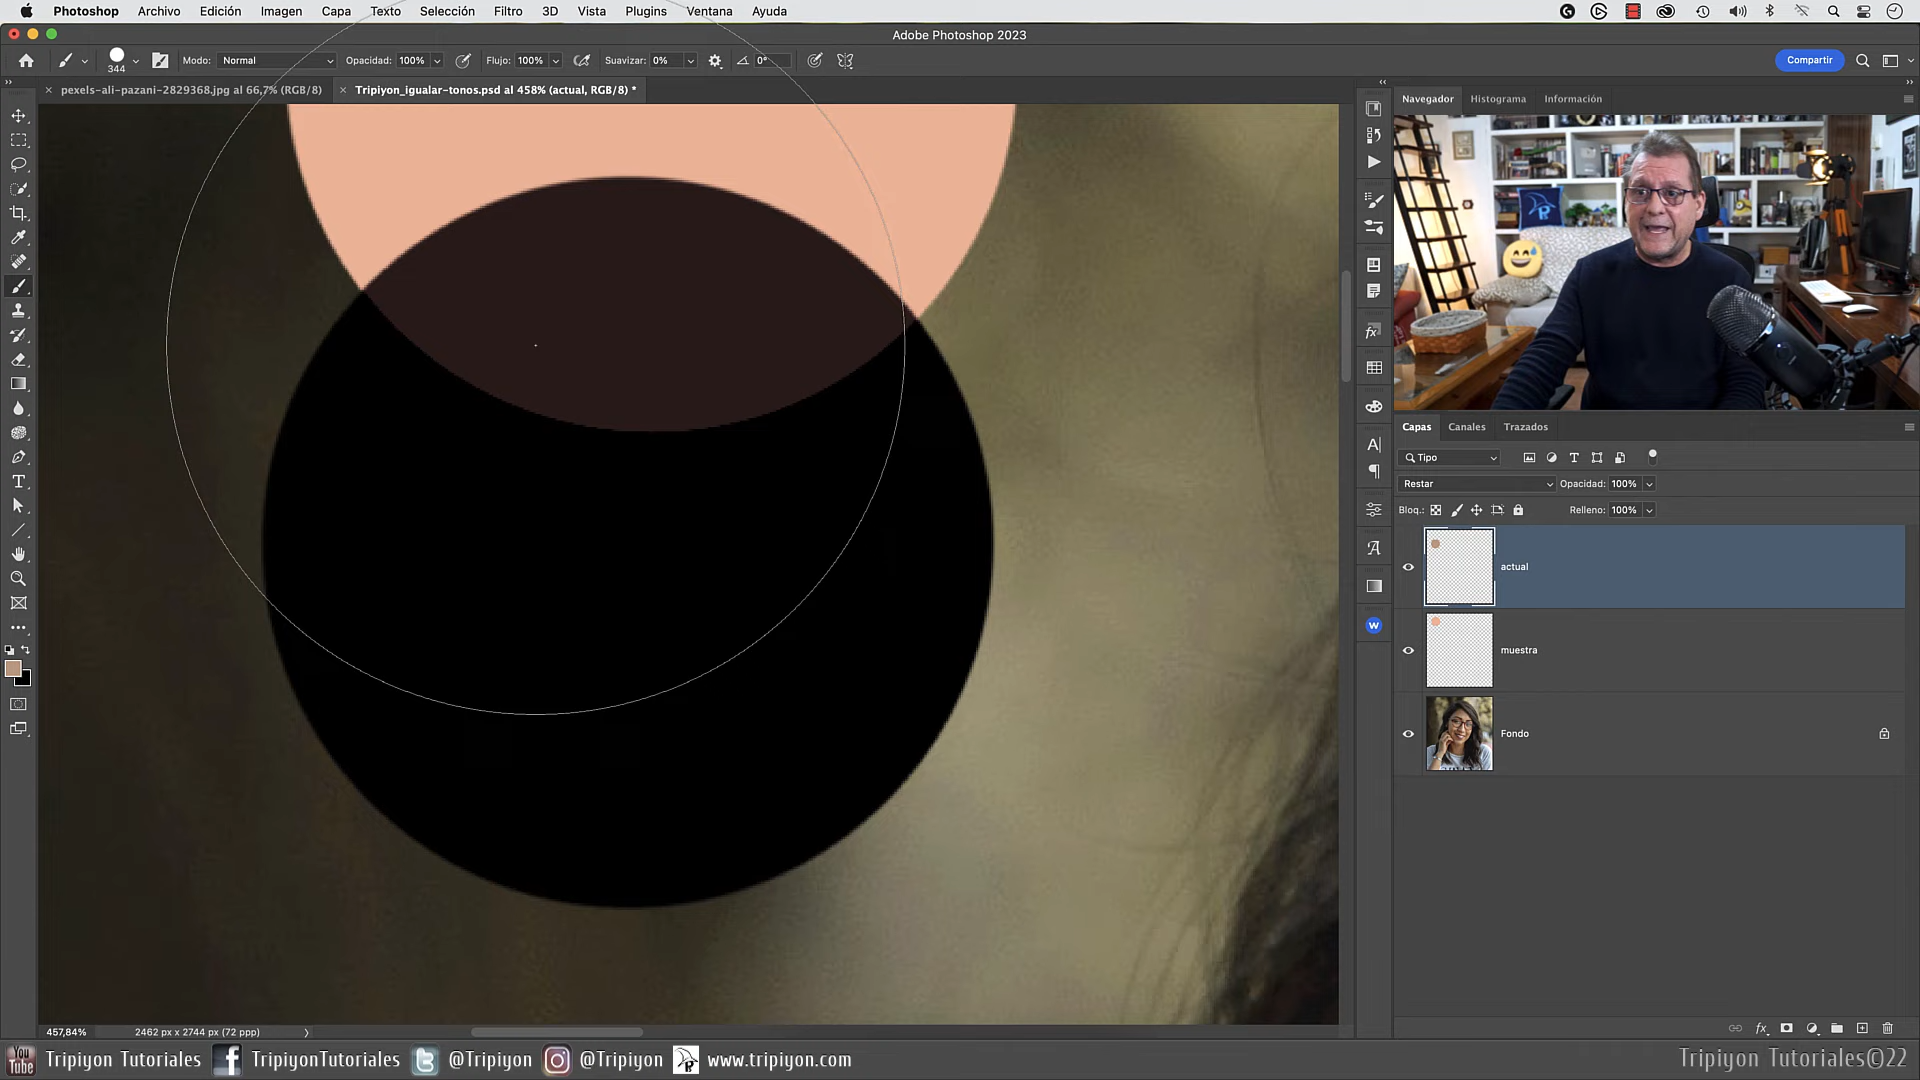 Photoshop Archivo Edición Imagen Capa Texto Selección Filtro 3D Vista Plugins Ventana Ayuda
Adobe Photoshop 2023
344 Modo: Normal Opacidad: 100% Flujo: 100% Suavizar: 0% 0° Compartir
pexels-ali-pazani-2829368.jpg al 66,7% (RGB/8) Tripiyon_igualar-tonos.psd al 458% (actual, RGB/8) *
Navegador Histograma Información
Capas Canales Trazados
Tipo
Restar Opacidad: 100%
Bloq.: Relleno: 100%
actual
muestra
Fondo
457,84% 2462 px x 2744 px (72 ppp)
You Tube Tripiyon Tutoriales TripiyonTutoriales @Tripiyon @Tripiyon www.tripiyon.com Tripiyon Tutoriales©22